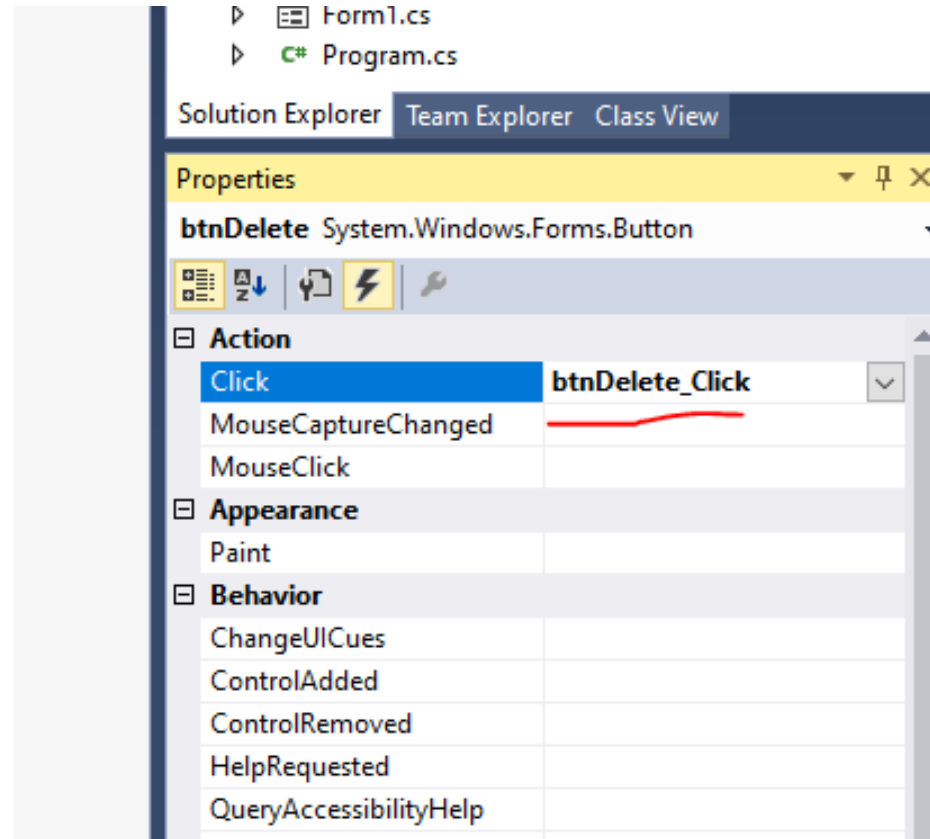 Form1.cs
C# Program.cs
Solution Explorer Team Explorer Class View
Properties
btnDelete System.Windows.Forms.Button
Action
Click btnDelete_Click
MouseCaptureChanged
MouseClick
Appearance
Paint
Behavior
ChangeUICues
ControlAdded
ControlRemoved
HelpRequested
QueryAccessibilityHelp